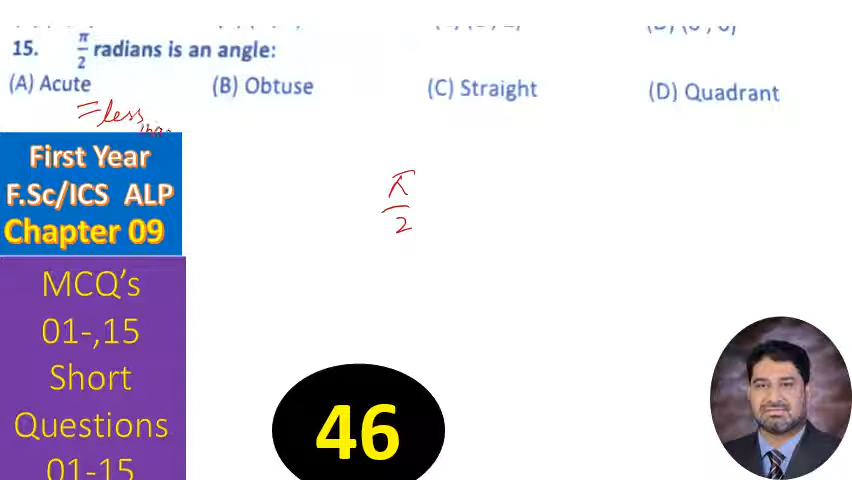 15. π/2 radians is an angle:
(A) Acute (B) Obtuse (C) Straight (D) Quadrant
= less than
First Year
F.Sc/ICS ALP
Chapter 09
π/2
MCQ's
01-,15
Short
Questions
01-15
46